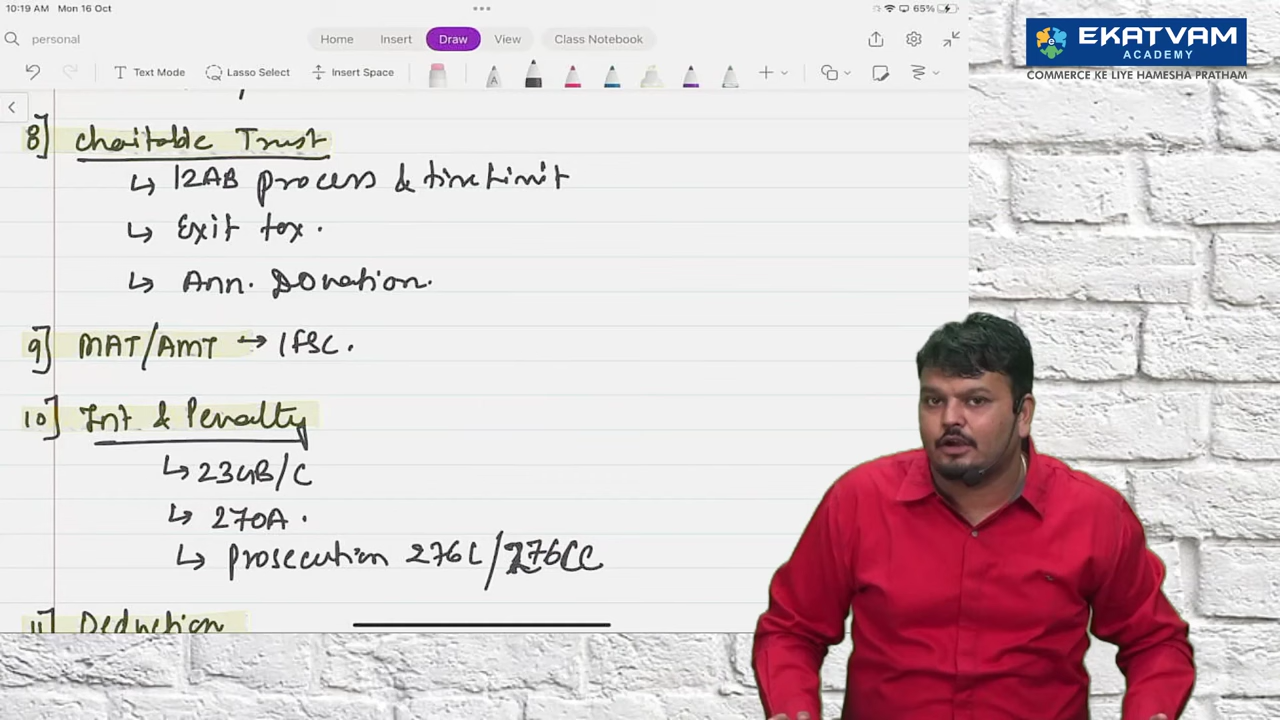 10:19 AM Mon 16 Oct
65%
personal
Home Insert Draw View Class Notebook
Text Mode Lasso Select Insert Space
EKATVAM
ACADEMY
COMMERCE KE LIYE HAMESHA PRATHAM
8] Chaitable Trust
↳ 12AB process & time limit
↳ Exit tax.
↳ Ann. Donation.
9] MAT/AMT → IFSC.
10] Int & Penalty
↳ 234B/C
↳ 270A.
↳ Prosecution 276C/276CC
11] Deduction